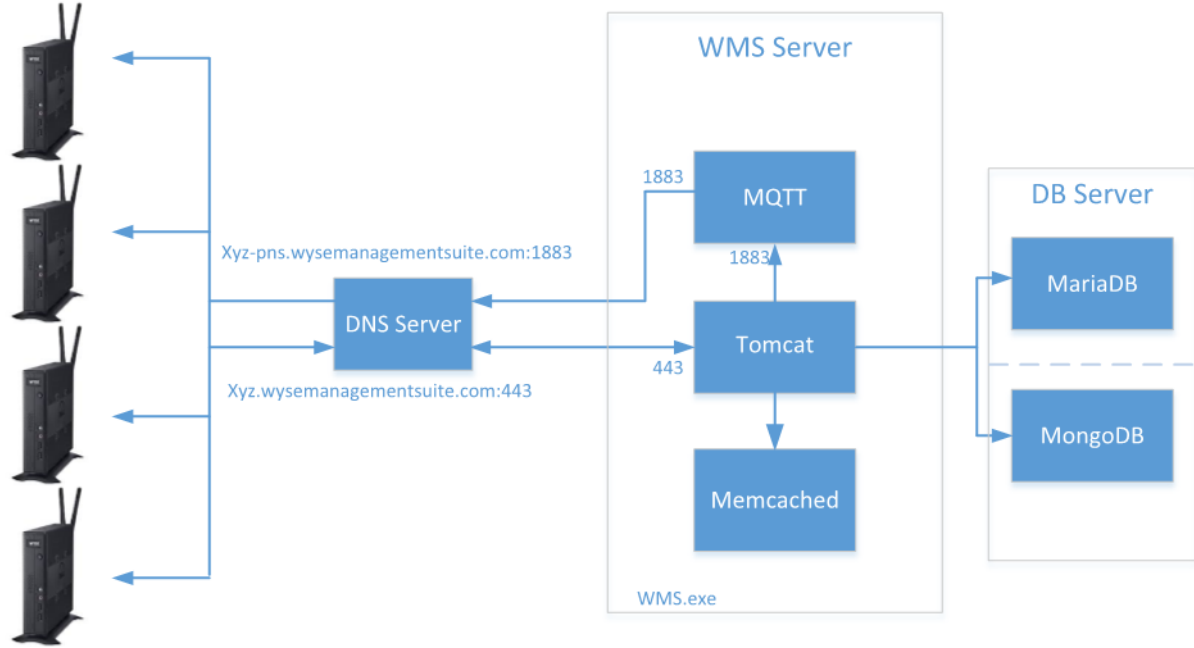 WMS Server
1883
MQTT
DB Server
Xyz-pns.wysemanagementsuite.com:1883
1883
MariaDB
DNS Server
Tomcat
443
Xyz.wysemanagementsuite.com:443
MongoDB
Memcached
WMS.exe